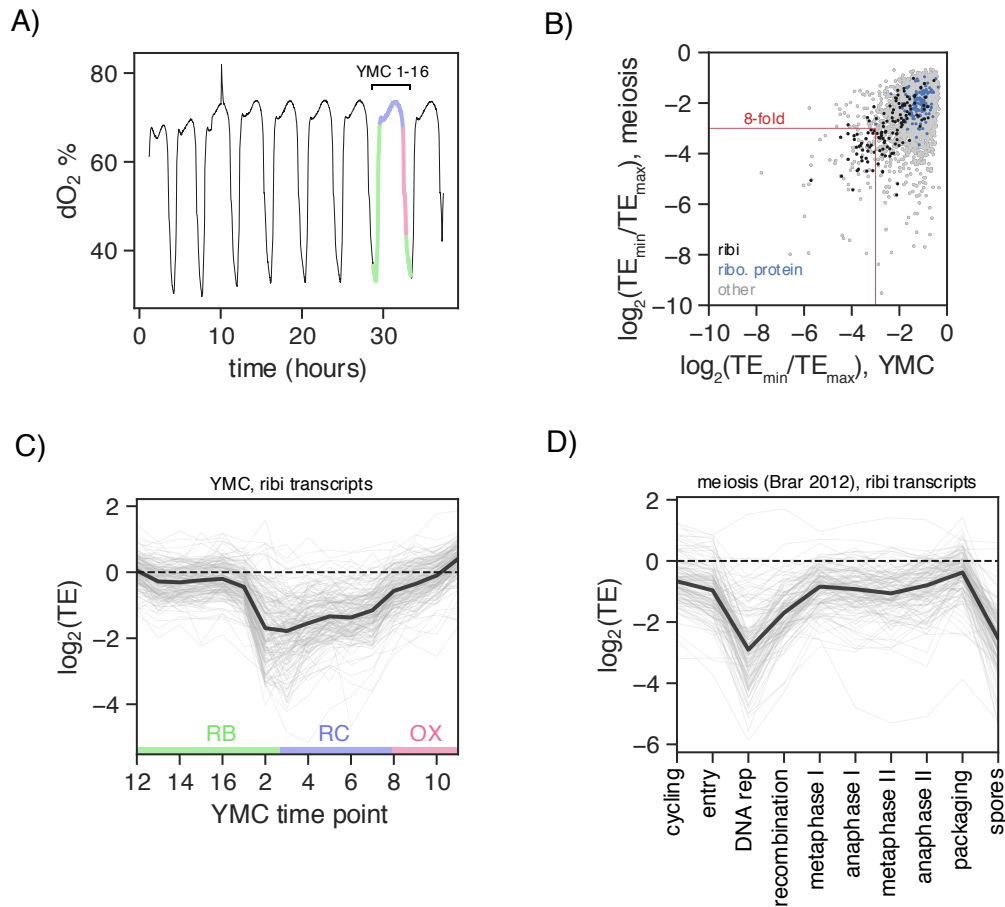 A)
YMC 1-16
80
60
40
dO2 %
0
10
20
30
time (hours)
B)
0
−2
−4
−6
−8
−10
log2(TEmin/TEmax), meiosis
8-fold
ribi
ribo. protein
other
−10
−8
−6
−4
−2
0
log2(TEmin/TEmax), YMC
C)
YMC, ribi transcripts
2
0
−2
−4
log2(TE)
RB
RC
OX
12
14
16
2
4
6
8
10
YMC time point
D)
meiosis (Brar 2012), ribi transcripts
2
0
−2
−4
−6
log2(TE)
cycling
entry
DNA rep
recombination
metaphase I
anaphase I
metaphase II
anaphase II
packaging
spores